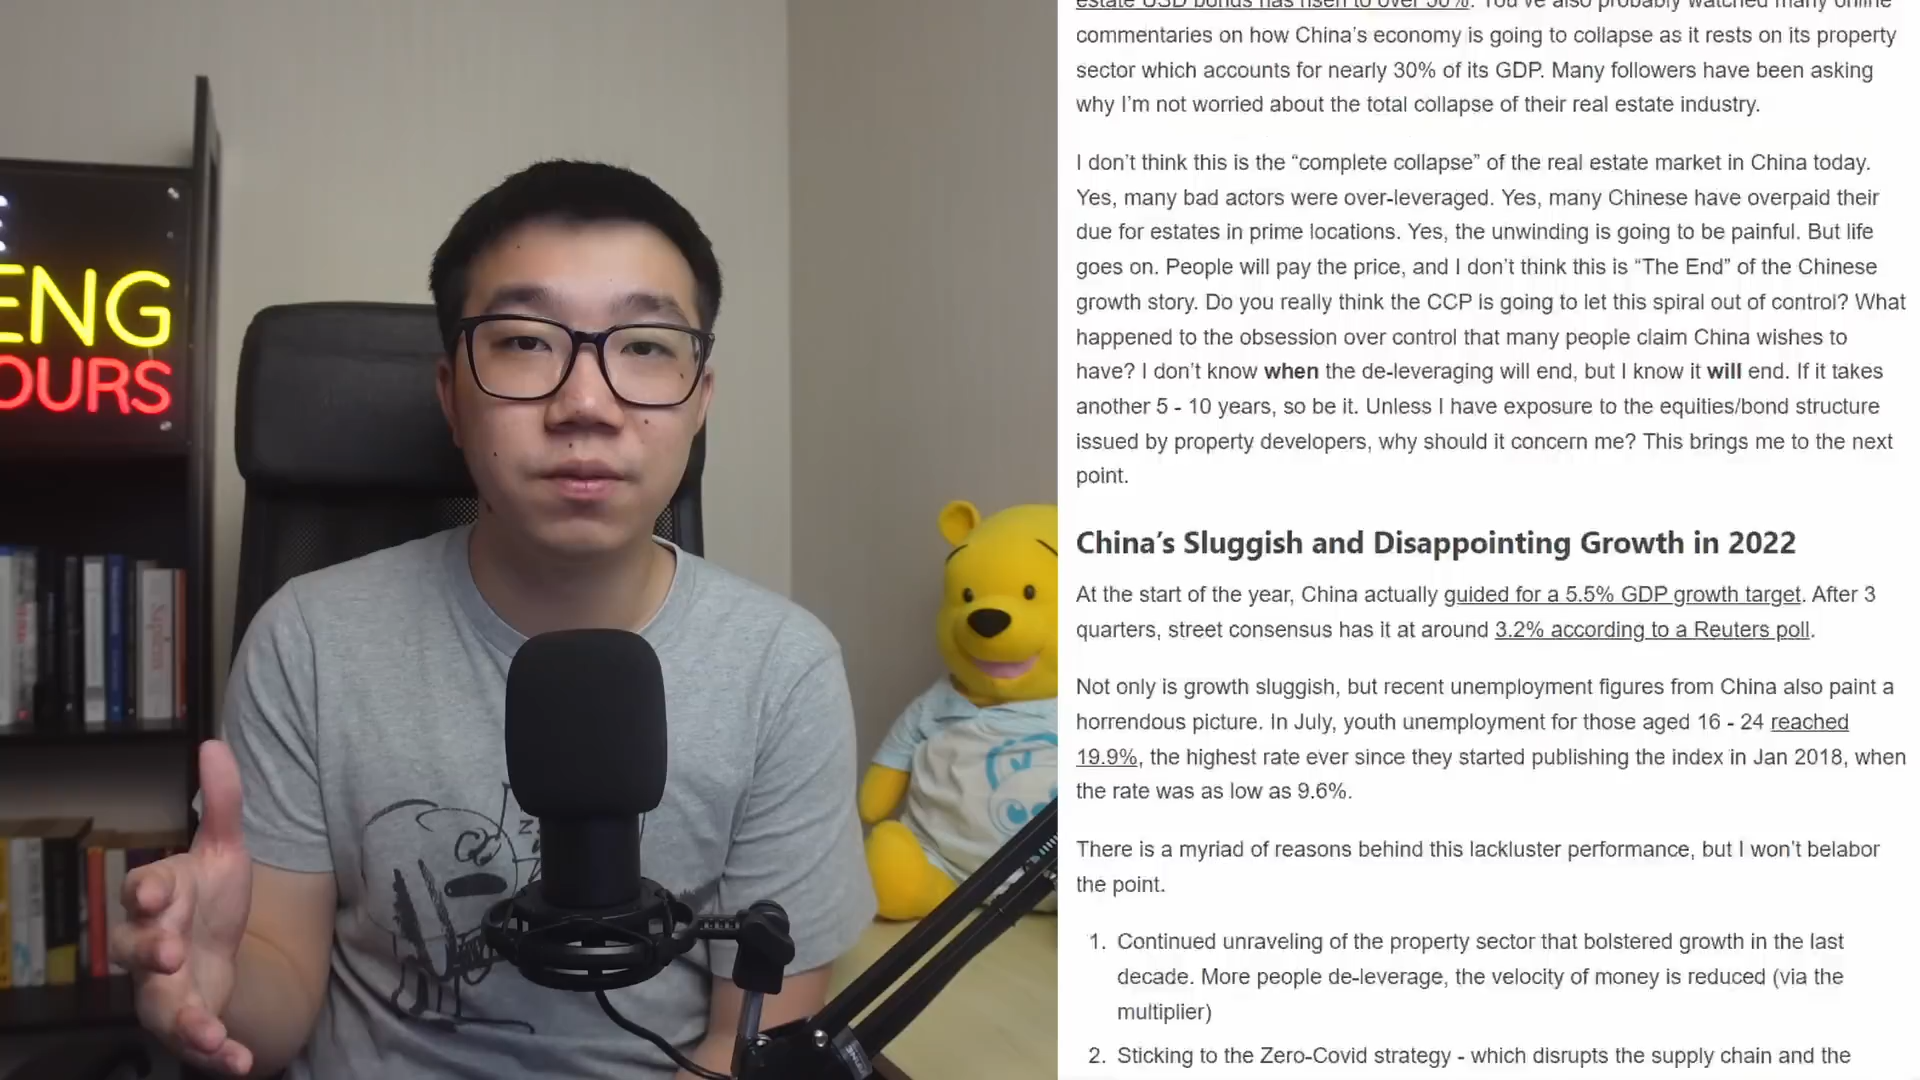 ENG
OURS
estate USD bonds has risen to over 50%. You've also probably watched many online
commentaries on how China's economy is going to collapse as it rests on its property
sector which accounts for nearly 30% of its GDP. Many followers have been asking
why I'm not worried about the total collapse of their real estate industry.
I don't think this is the “complete collapse” of the real estate market in China today.
Yes, many bad actors were over-leveraged. Yes, many Chinese have overpaid their
due for estates in prime locations. Yes, the unwinding is going to be painful. But life
goes on. People will pay the price, and I don't think this is “The End” of the Chinese
growth story. Do you really think the CCP is going to let this spiral out of control? What
happened to the obsession over control that many people claim China wishes to
have? I don't know when the de-leveraging will end, but I know it will end. If it takes
another 5 - 10 years, so be it. Unless I have exposure to the equities/bond structure
issued by property developers, why should it concern me? This brings me to the next
point.
China's Sluggish and Disappointing Growth in 2022
At the start of the year, China actually guided for a 5.5% GDP growth target. After 3
quarters, street consensus has it at around 3.2% according to a Reuters poll.
Not only is growth sluggish, but recent unemployment figures from China also paint a
horrendous picture. In July, youth unemployment for those aged 16 - 24 reached
19.9%, the highest rate ever since they started publishing the index in Jan 2018, when
the rate was as low as 9.6%.
There is a myriad of reasons behind this lackluster performance, but I won't belabor
the point.
1. Continued unraveling of the property sector that bolstered growth in the last
decade. More people de-leverage, the velocity of money is reduced (via the
multiplier)
2. Sticking to the Zero-Covid strategy - which disrupts the supply chain and the